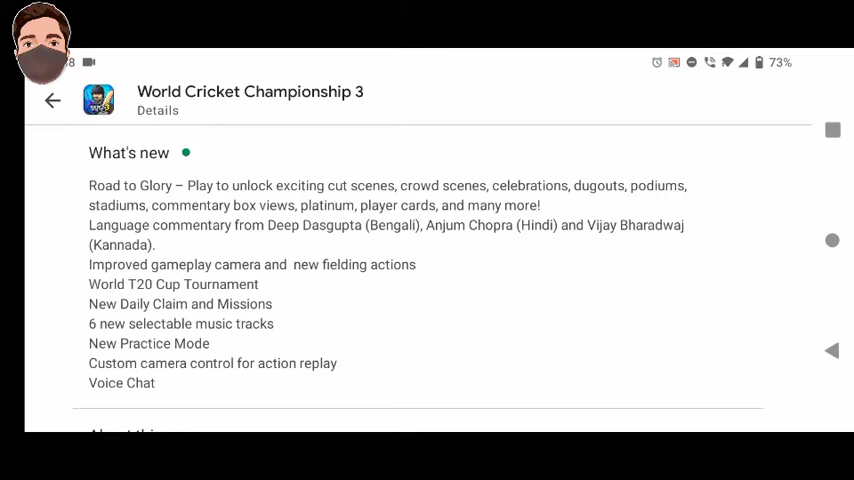 8
73%
World Cricket Championship 3
Details
What's new
Road to Glory – Play to unlock exciting cut scenes, crowd scenes, celebrations, dugouts, podiums,
stadiums, commentary box views, platinum, player cards, and many more!
Language commentary from Deep Dasgupta (Bengali), Anjum Chopra (Hindi) and Vijay Bharadwaj
(Kannada).
Improved gameplay camera and  new fielding actions
World T20 Cup Tournament
New Daily Claim and Missions
6 new selectable music tracks
New Practice Mode
Custom camera control for action replay
Voice Chat